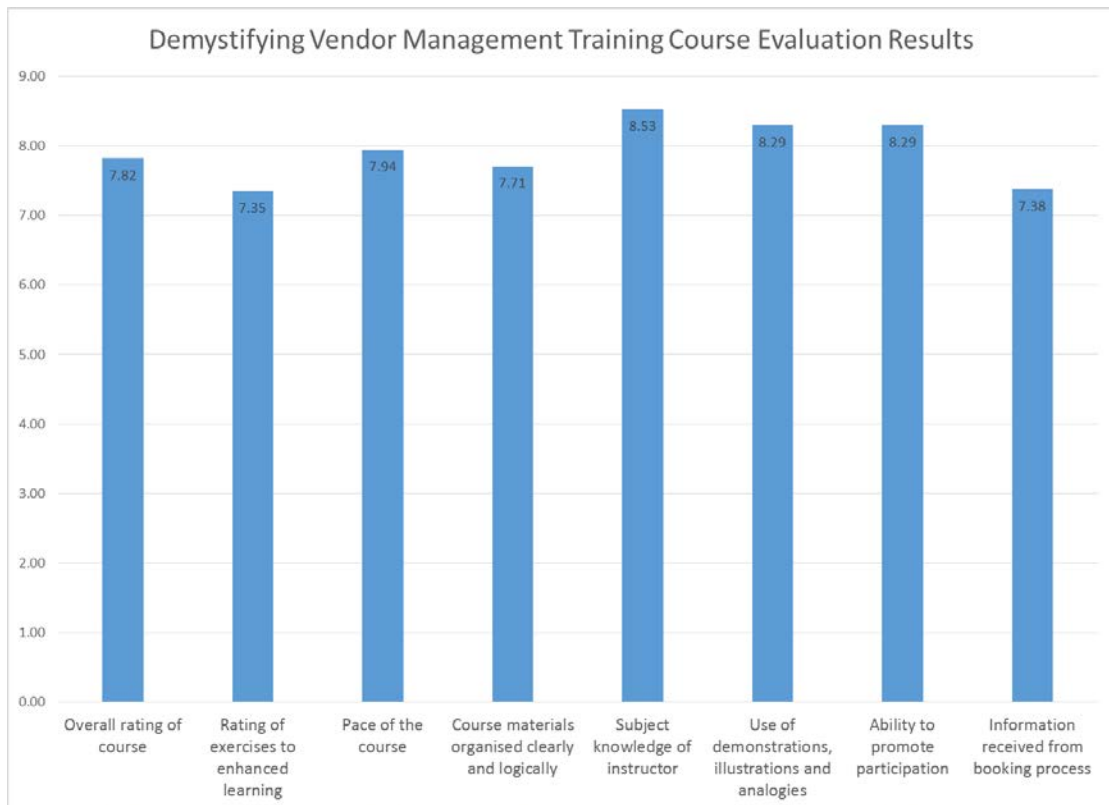 Demystifying Vendor Management Training Course Evaluation Results
9.00
8.00
7.00
6.00
5.00
4.00
3.00
2.00
1.00
0.00
7.82
7.35
7.94
7.71
8.53
8.29
8.29
7.38
Overall rating of
course
Rating of
exercises to
enhanced
learning
Pace of the
course
Course materials
organised clearly
and logically
Subject
knowledge of
instructor
Use of
demonstrations,
illustrations and
analogies
Ability to
promote
participation
Information
received from
booking process